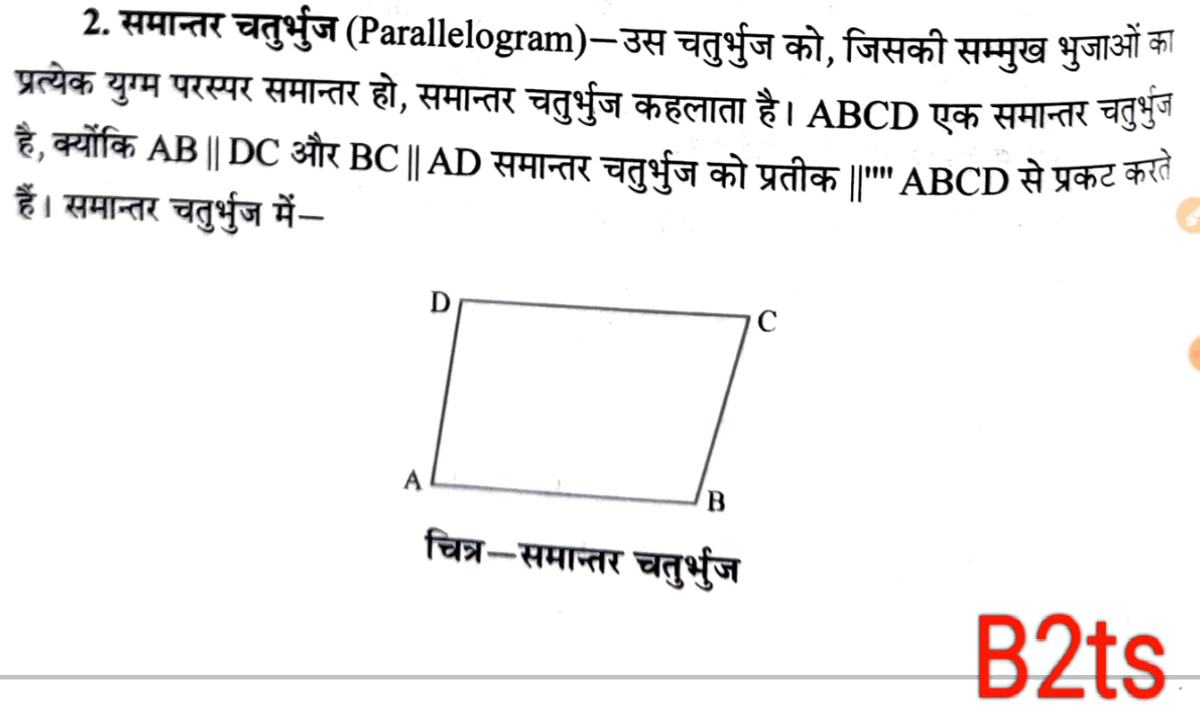 2. समान्तर चतुर्भुज (Parallelogram)—उस चतुर्भुज को, जिसकी सम्मुख भुजाओं का
प्रत्येक युग्म परस्पर समान्तर हो, समान्तर चतुर्भुज कहलाता है। ABCD एक समान्तर चतुर्भुज
है, क्योंकि AB || DC और BC || AD समान्तर चतुर्भुज को प्रतीक ||"" ABCD से प्रकट करते
हैं। समान्तर चतुर्भुज में—
D
C
A
B
चित्र—समान्तर चतुर्भुज
B2ts